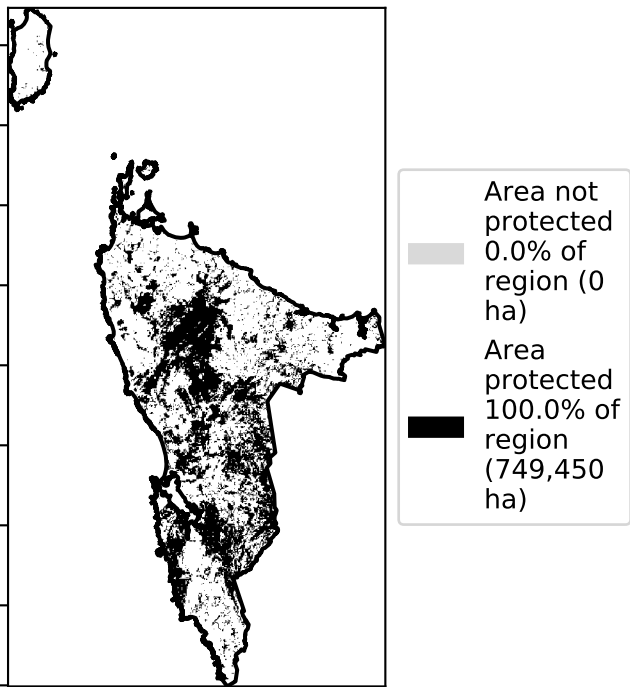 Area not
protected
0.0% of
region (0
ha)
Area
protected
100.0% of
region
(749,450
ha)